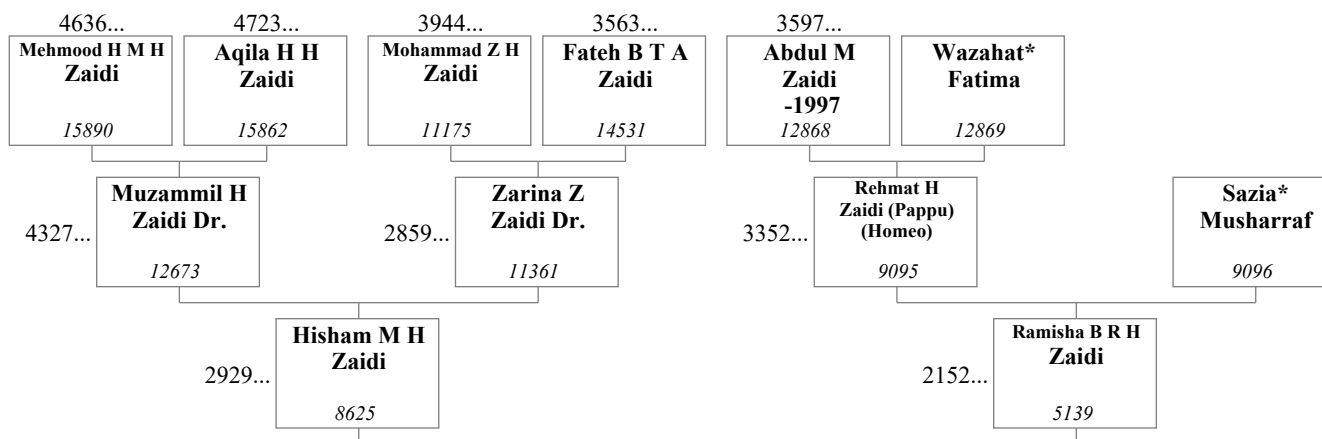 4636... 4723... 3944... 3563... 3597...
Mehmood H M H
Zaidi
15890
Aqila H H
Zaidi
15862
Mohammad Z H
Zaidi
11175
Fateh B T A
Zaidi
14531
Abdul M
Zaidi
-1997
12868
Wazahat*
Fatima
12869
4327...
Muzammil H
Zaidi Dr.
12673
2859...
Zarina Z
Zaidi Dr.
11361
3352...
Rehmat H
Zaidi (Pappu)
(Homeo)
9095
Sazia*
Musharraf
9096
2929...
Hisham M H
Zaidi
8625
2152...
Ramisha B R H
Zaidi
5139